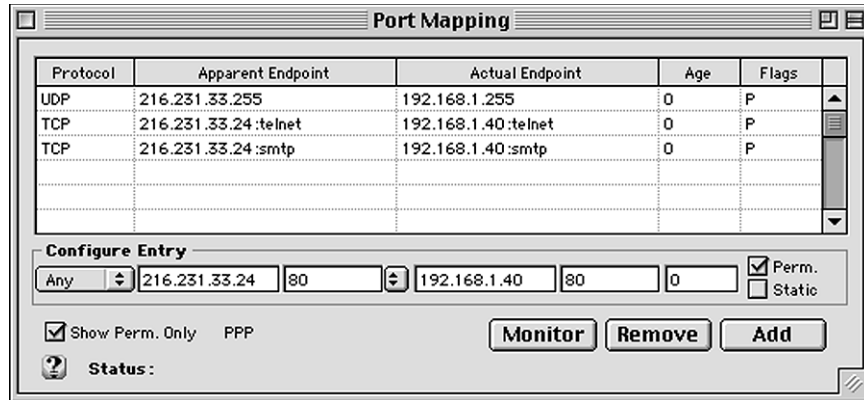 Port Mapping
Protocol Apparent Endpoint Actual Endpoint Age Flags
UDP 216.231.33.255 192.168.1.255 0 P
TCP 216.231.33.24:telnet 192.168.1.40:telnet 0 P
TCP 216.231.33.24:smtp 192.168.1.40:smtp 0 P
Configure Entry
Any 216.231.33.24 80 192.168.1.40 80 0 Perm.
Static
Show Perm. Only PPP Monitor Remove Add
? Status: